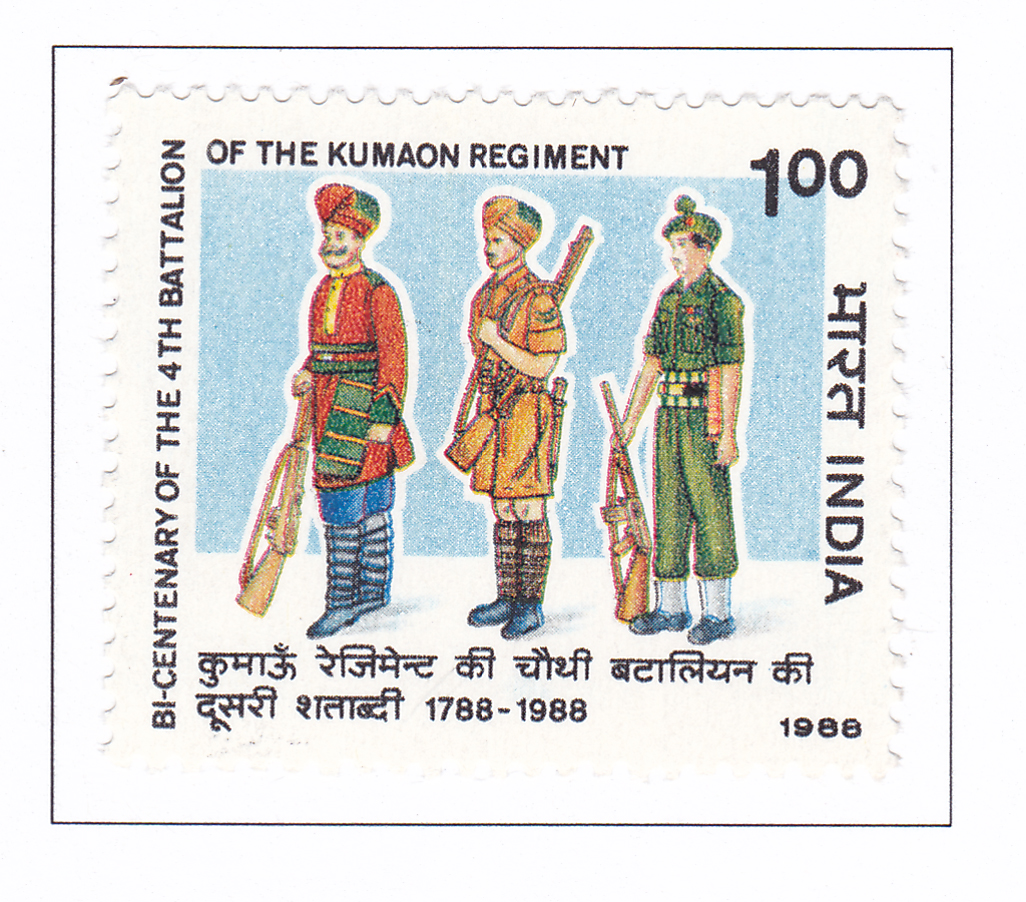 BI-CENTENARY OF THE 4TH BATTALION
OF THE KUMAON REGIMENT
1.00
भारत INDIA
कुमाऊँ रेजिमेन्ट की चौथी बटालियन की
दूसरी शताब्दी 1788-1988
1988